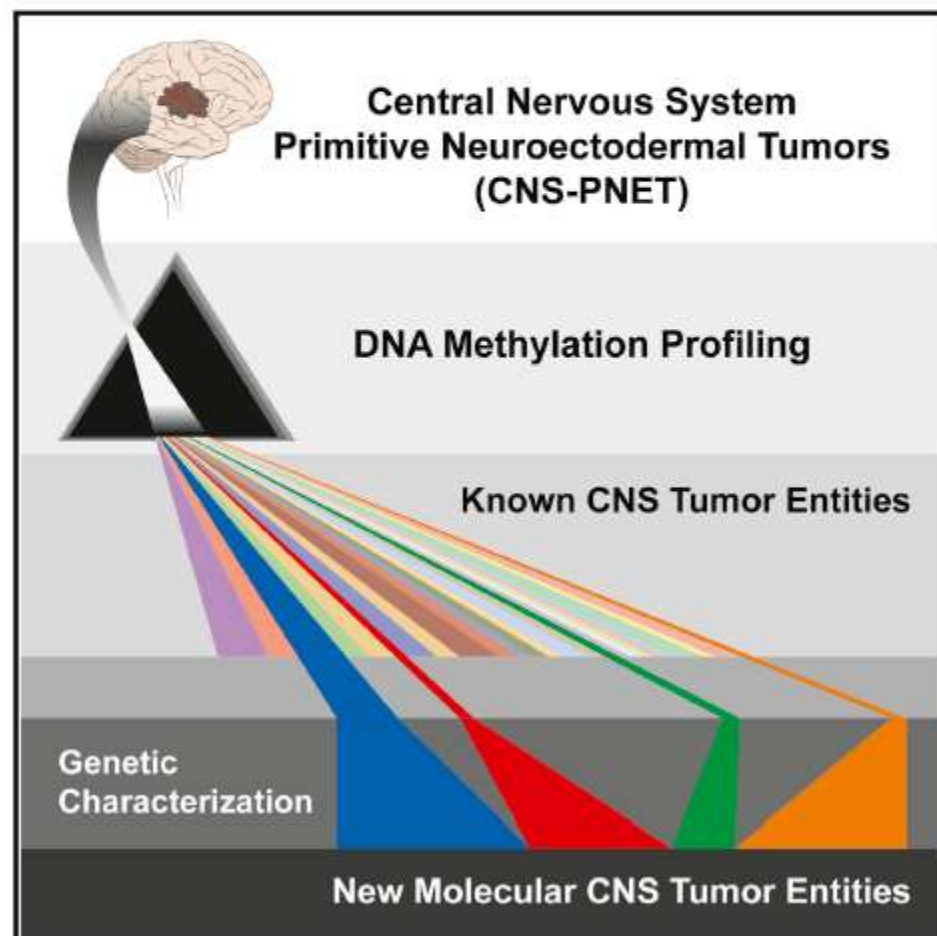 Central Nervous System
Primitive Neuroectodermal Tumors
(CNS-PNET)
DNA Methylation Profiling
Known CNS Tumor Entities
Genetic
Characterization
New Molecular CNS Tumor Entities